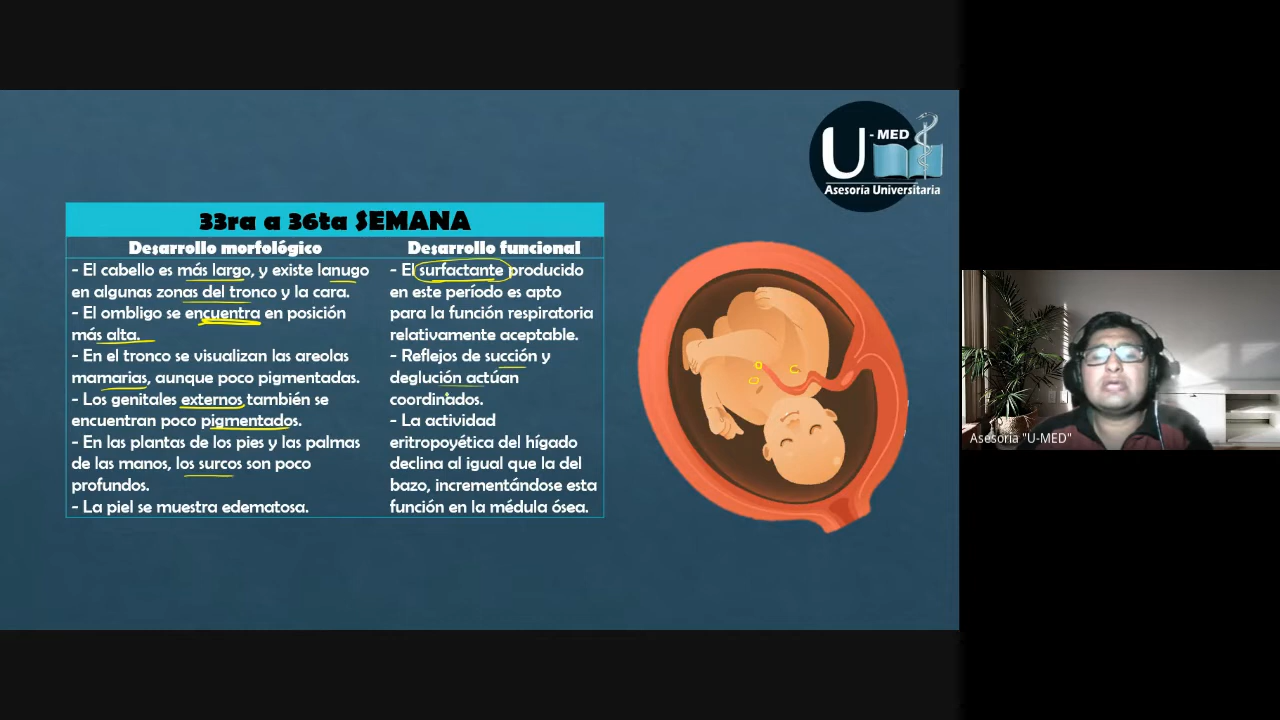 U - MED
Asesoría Universitaria
33ra a 36ta SEMANA
Desarrollo morfológico
- El cabello es más largo, y existe lanugo
en algunas zonas del tronco y la cara.
- El ombligo se encuentra en posición
más alta.
- En el tronco se visualizan las areolas
mamarias, aunque poco pigmentadas.
- Los genitales externos también se
encuentran poco pigmentados.
- En las plantas de los pies y las palmas
de las manos, los surcos son poco
profundos.
- La piel se muestra edematosa.
Desarrollo funcional
- El surfactante producido
en este período es apto
para la función respiratoria
relativamente aceptable.
- Reflejos de succión y
deglución actúan
coordinados.
- La actividad
eritropoyética del hígado
declina al igual que la del
bazo, incrementándose esta
función en la médula ósea.
Asesoría "U-MED"